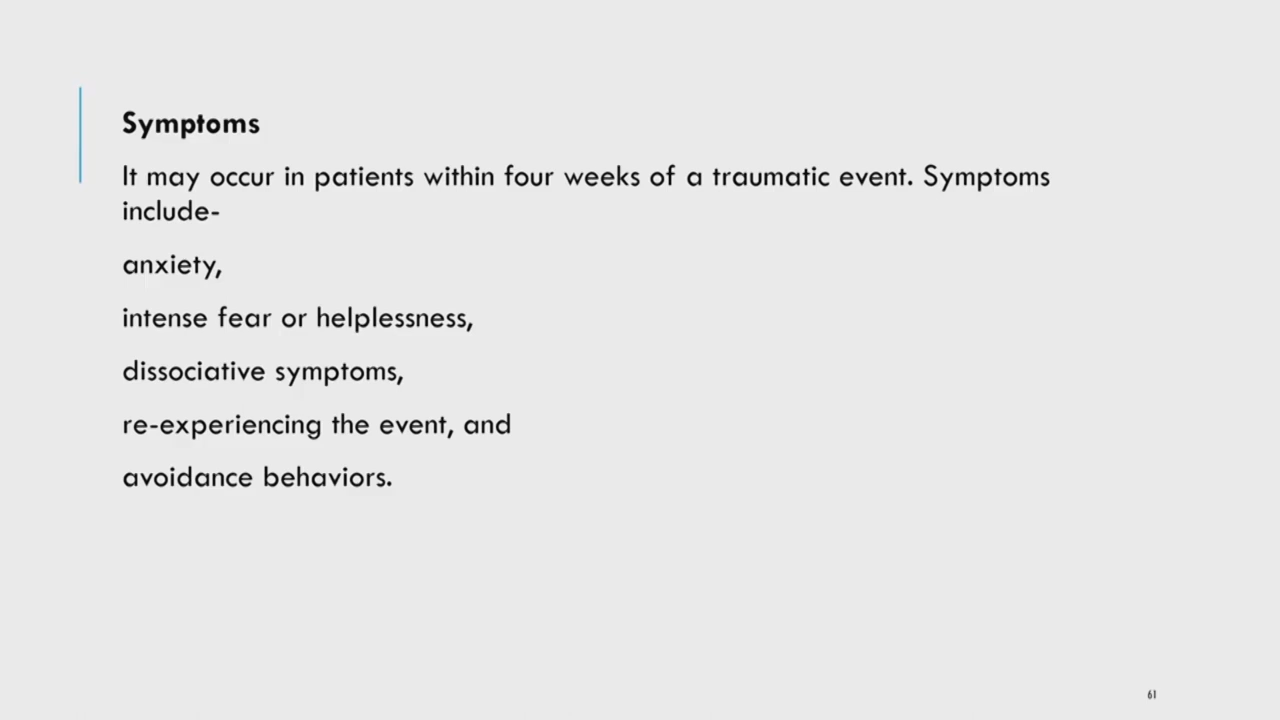 Symptoms
It may occur in patients within four weeks of a traumatic event. Symptoms
include-
anxiety,
intense fear or helplessness,
dissociative symptoms,
re-experiencing the event, and
avoidance behaviors.
61